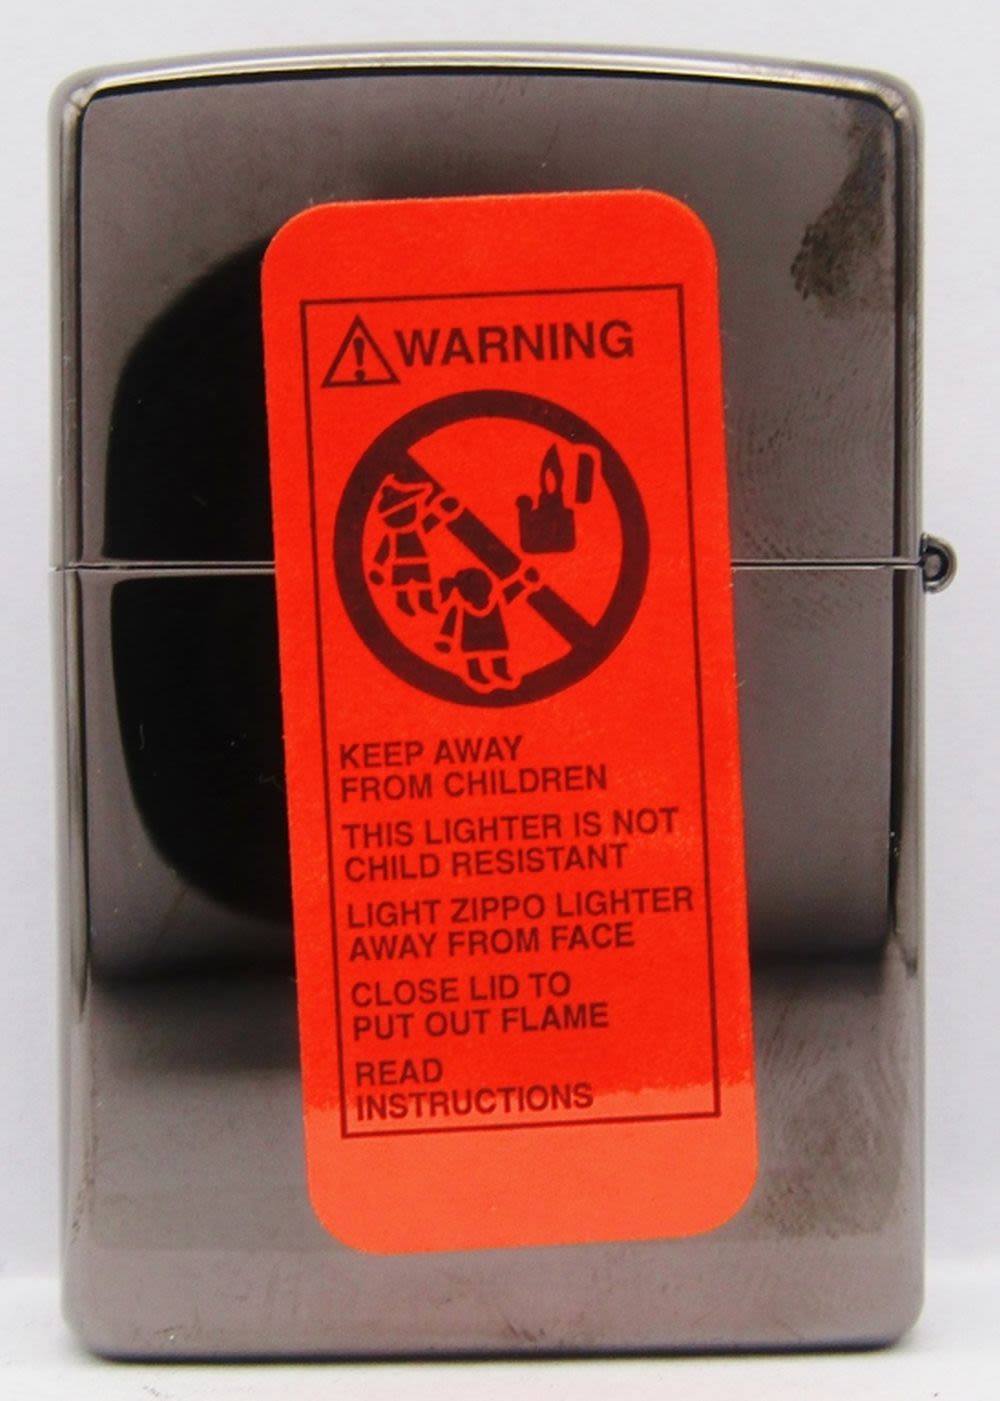 WARNING
KEEP AWAY
FROM CHILDREN
THIS LIGHTER IS NOT
CHILD RESISTANT
LIGHT ZIPPO LIGHTER
AWAY FROM FACE
CLOSE LID TO
PUT OUT FLAME
READ
INSTRUCTIONS